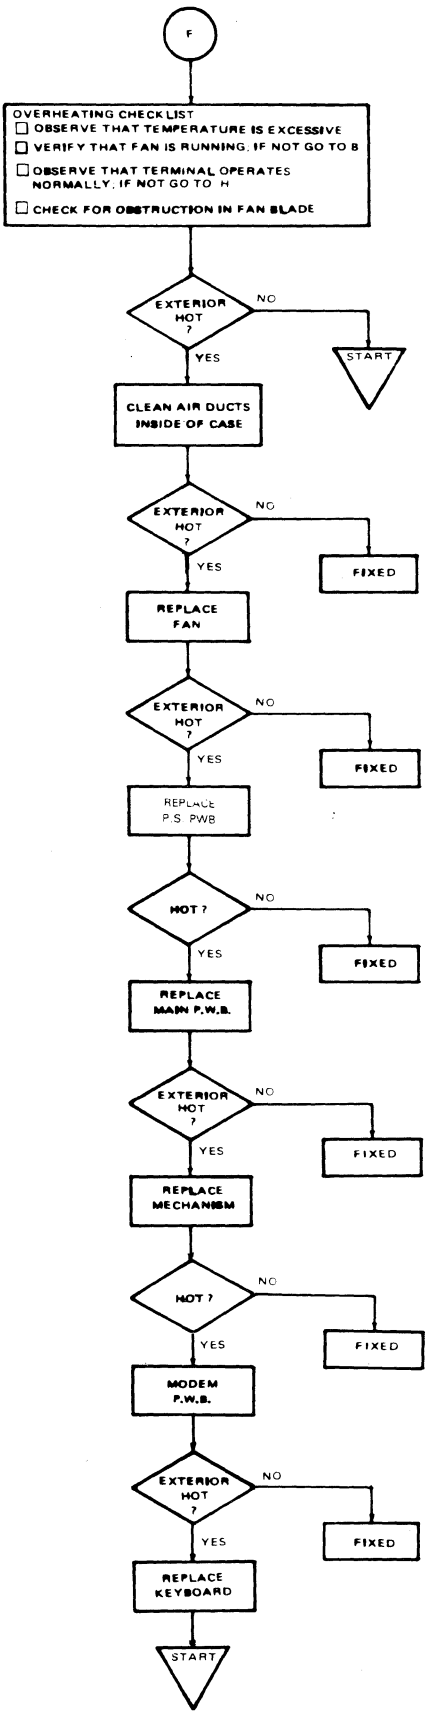 F
OVERHEATING CHECKLIST
OBSERVE THAT TEMPERATURE IS EXCESSIVE
VERIFY THAT FAN IS RUNNING; IF NOT GO TO B
OBSERVE THAT TERMINAL OPERATES
NORMALLY; IF NOT GO TO H
CHECK FOR OBSTRUCTION IN FAN BLADE
EXTERIOR
HOT
?
NO
START
YES
CLEAN AIR DUCTS
INSIDE OF CASE
EXTERIOR
HOT
?
NO
FIXED
YES
REPLACE
FAN
EXTERIOR
HOT
?
NO
FIXED
YES
REPLACE
P.S. PWB
HOT ?
NO
FIXED
YES
REPLACE
MAIN P.W.B.
EXTERIOR
HOT
?
NO
FIXED
YES
REPLACE
MECHANISM
HOT ?
NO
FIXED
YES
MODEM
P.W.B.
EXTERIOR
HOT
?
NO
FIXED
YES
REPLACE
KEYBOARD
START